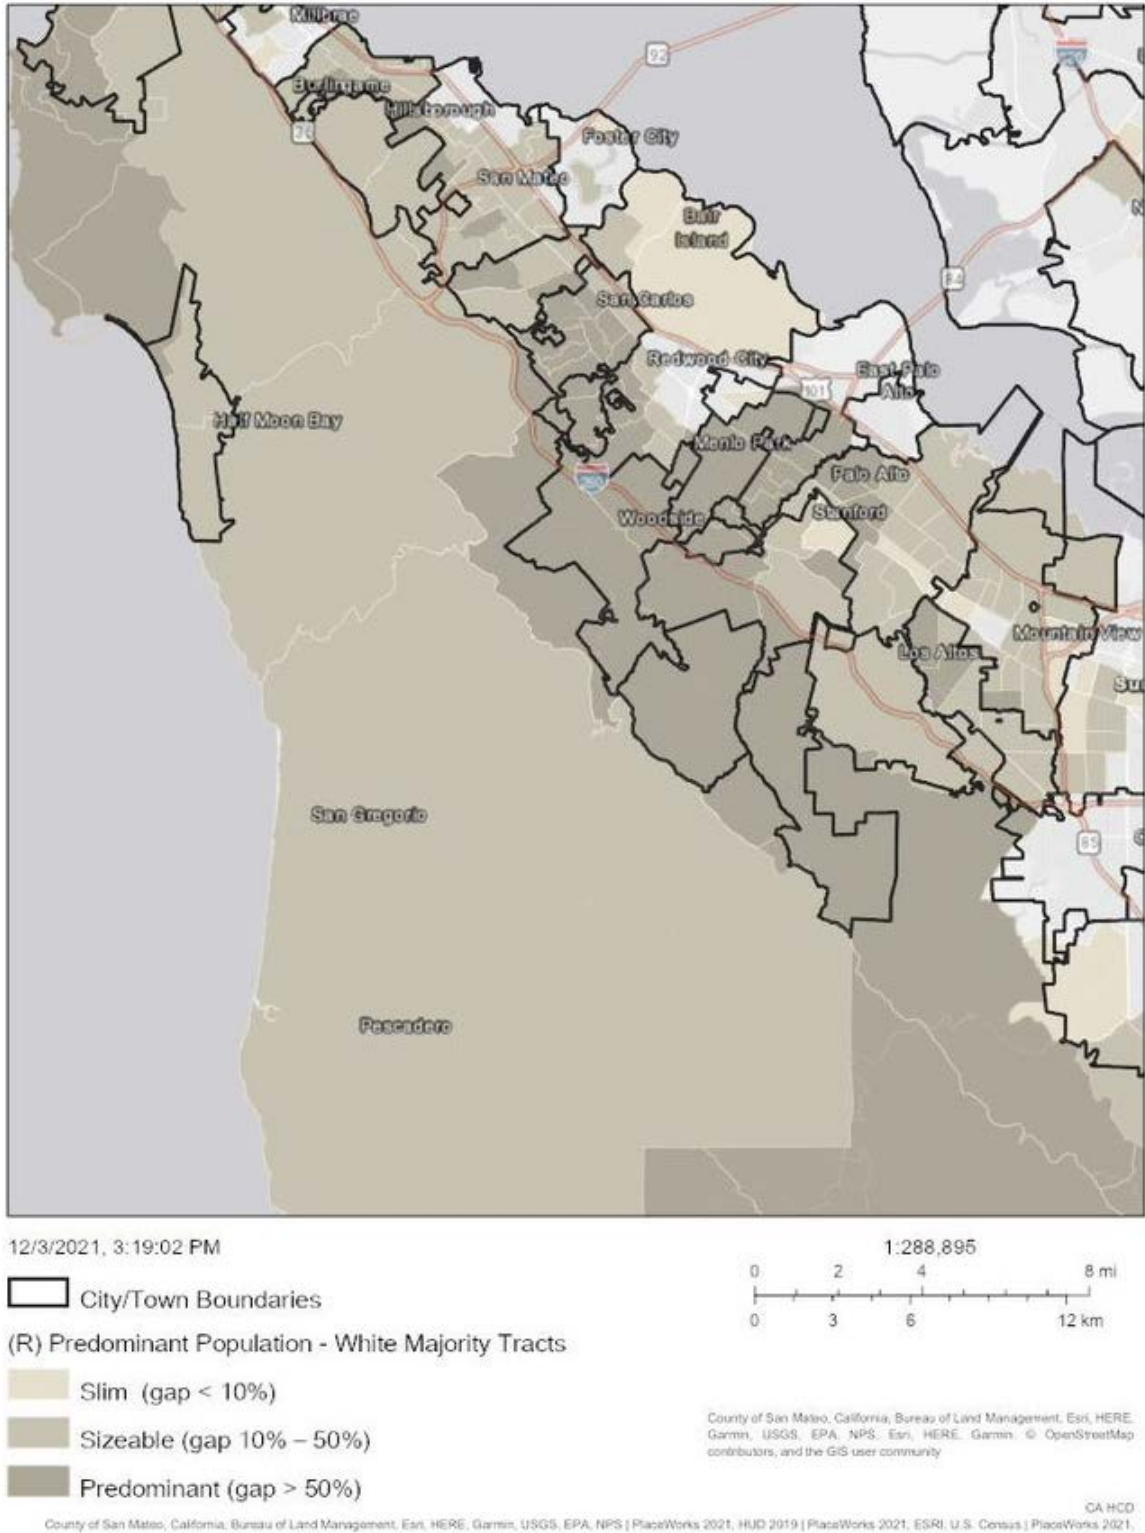 Millbrae
92
Burlingame
Hillsborough
Foster City
San Mateo
Bair
Island
84
San Carlos
Redwood City
East Palo
Alto
101
Half Moon Bay
Menlo Park
Palo Alto
280
Woodside
Stanford
Mountain View
Los Altos
Su
San Gregorio
85
Pescadero
12/3/2021, 3:19:02 PM
1:288,895
0 2 4 8 mi
0 3 6 12 km
City/Town Boundaries
(R) Predominant Population - White Majority Tracts
Slim (gap < 10%)
Sizeable (gap 10% – 50%)
Predominant (gap > 50%)
County of San Mateo, California, Bureau of Land Management, Esri, HERE,
Garmin, USGS, EPA, NPS, Esri, HERE, Garmin, © OpenStreetMap
contributors, and the GIS user community
CA HCD
County of San Mateo, California, Bureau of Land Management, Esri, HERE, Garmin, USGS, EPA, NPS | PlaceWorks 2021, HUD 2019 | PlaceWorks 2021, ESRI, U.S. Census | PlaceWorks 2021,